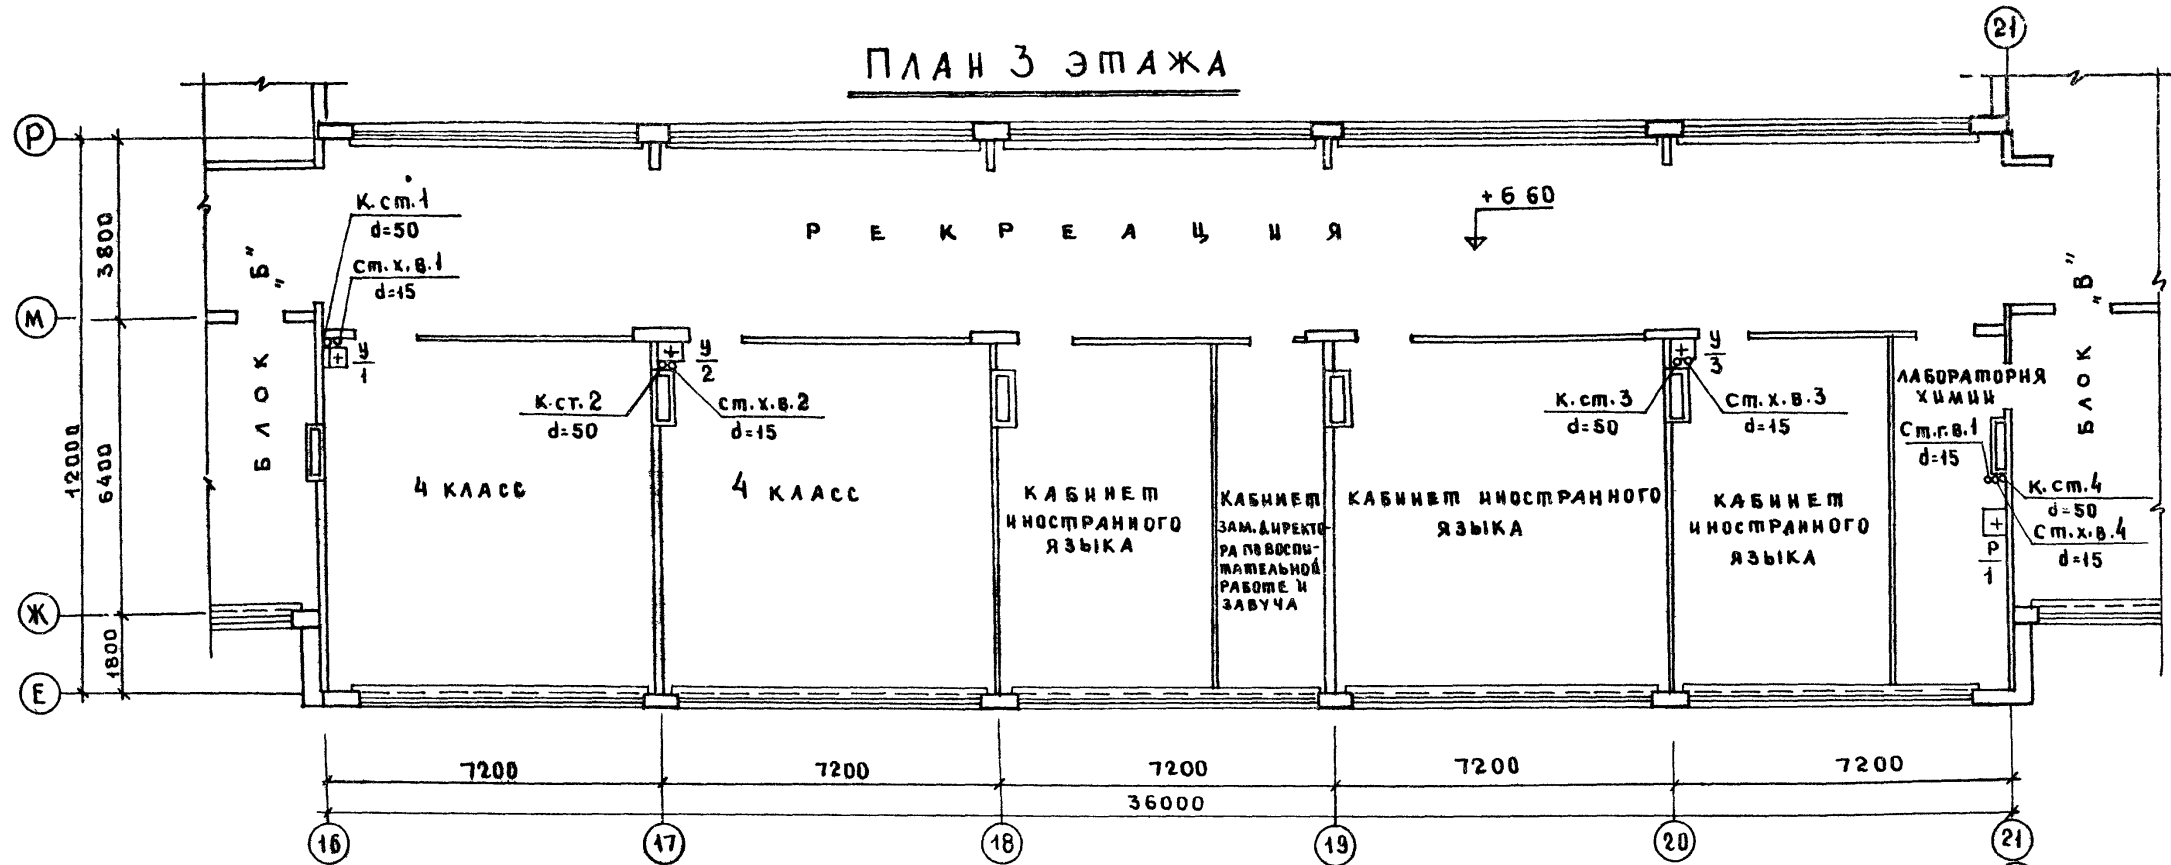 21
ПЛАН 3 ЭТАЖА
Р
К. ст. 1
d=50
+6 60
РЕКРЕАЦИЯ
3800
"Б"
Ст. х. в. 1
d=15
"В"
М
У
1
У
2
У
3
БЛОК
БЛОК
ЛАБОРАТОРИЯ
ХИМИИ
К. ст. 2
d=50
Ст. х. в. 2
d=15
К. ст. 3
d=50
Ст. х. в. 3
d=15
Ст. г. в. 1
d=15
12000
6400
4 КЛАСС
4 КЛАСС
КАБИНЕТ
ИНОСТРАННОГО
ЯЗЫКА
КАБИНЕТ
ЗАМ. ДИРЕКТО-
РА ПО ВОСПИ-
ТАТЕЛЬНОЙ
РАБОТЕ И
ЗАВУЧА
КАБИНЕТ ИНОСТРАННОГО
ЯЗЫКА
КАБИНЕТ
ИНОСТРАННОГО
ЯЗЫКА
К. ст. 4
d=50
Ст. х. в. 4
d=15
Р
1
Ж
1800
Е
7200
7200
7200
7200
7200
36000
16
17
18
19
20
21